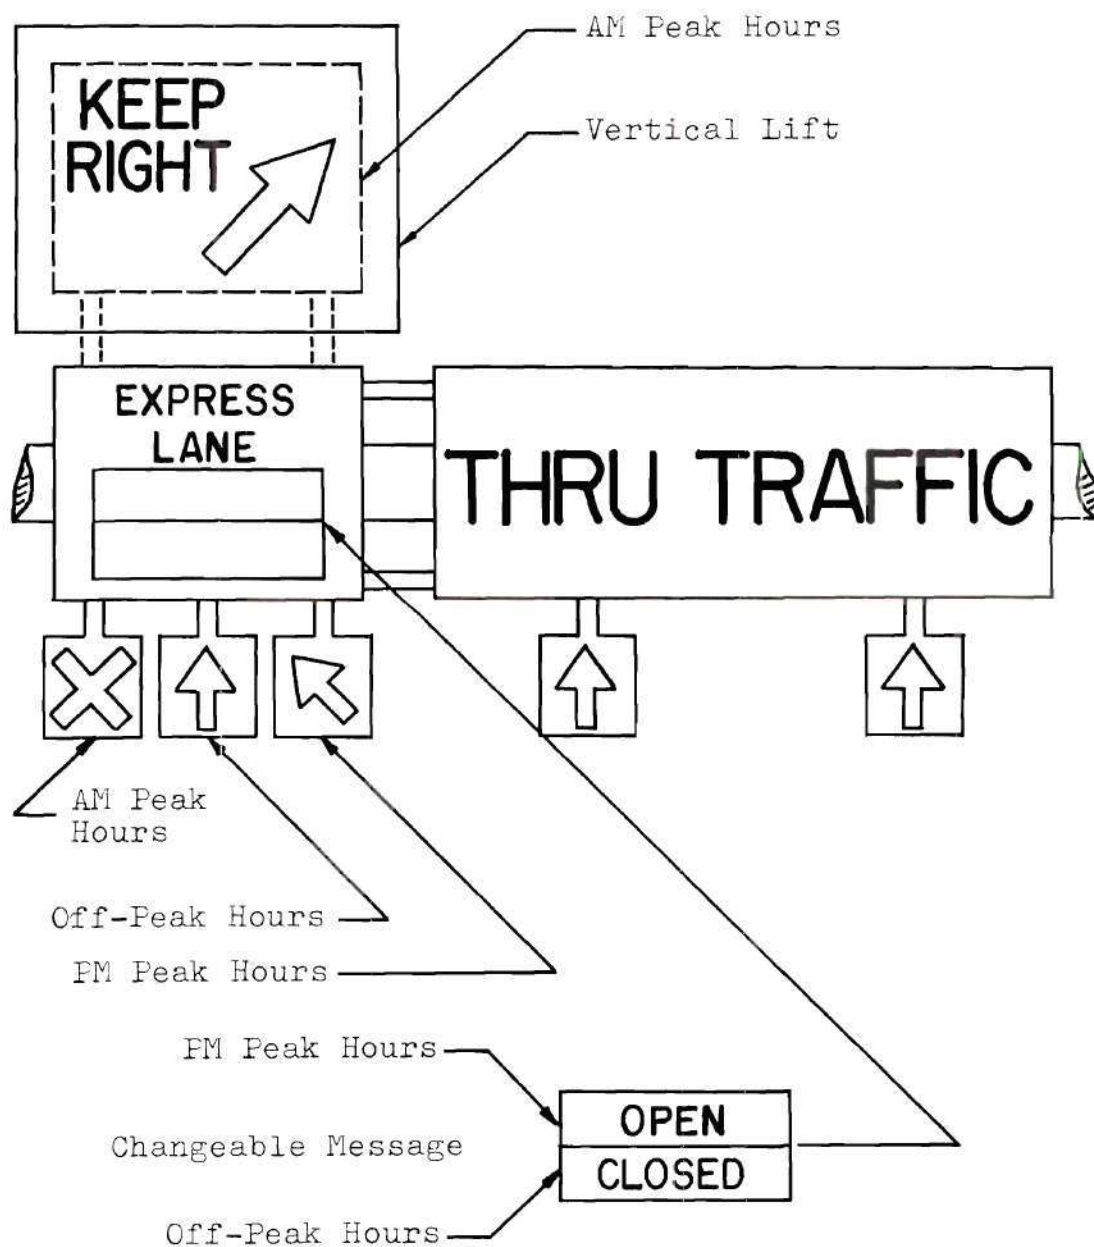 AM Peak Hours
KEEP
RIGHT
Vertical Lift
EXPRESS
LANE
THRU TRAFFIC
AM Peak
Hours
Off-Peak Hours
PM Peak Hours
PM Peak Hours
OPEN
Changeable Message
CLOSED
Off-Peak Hours